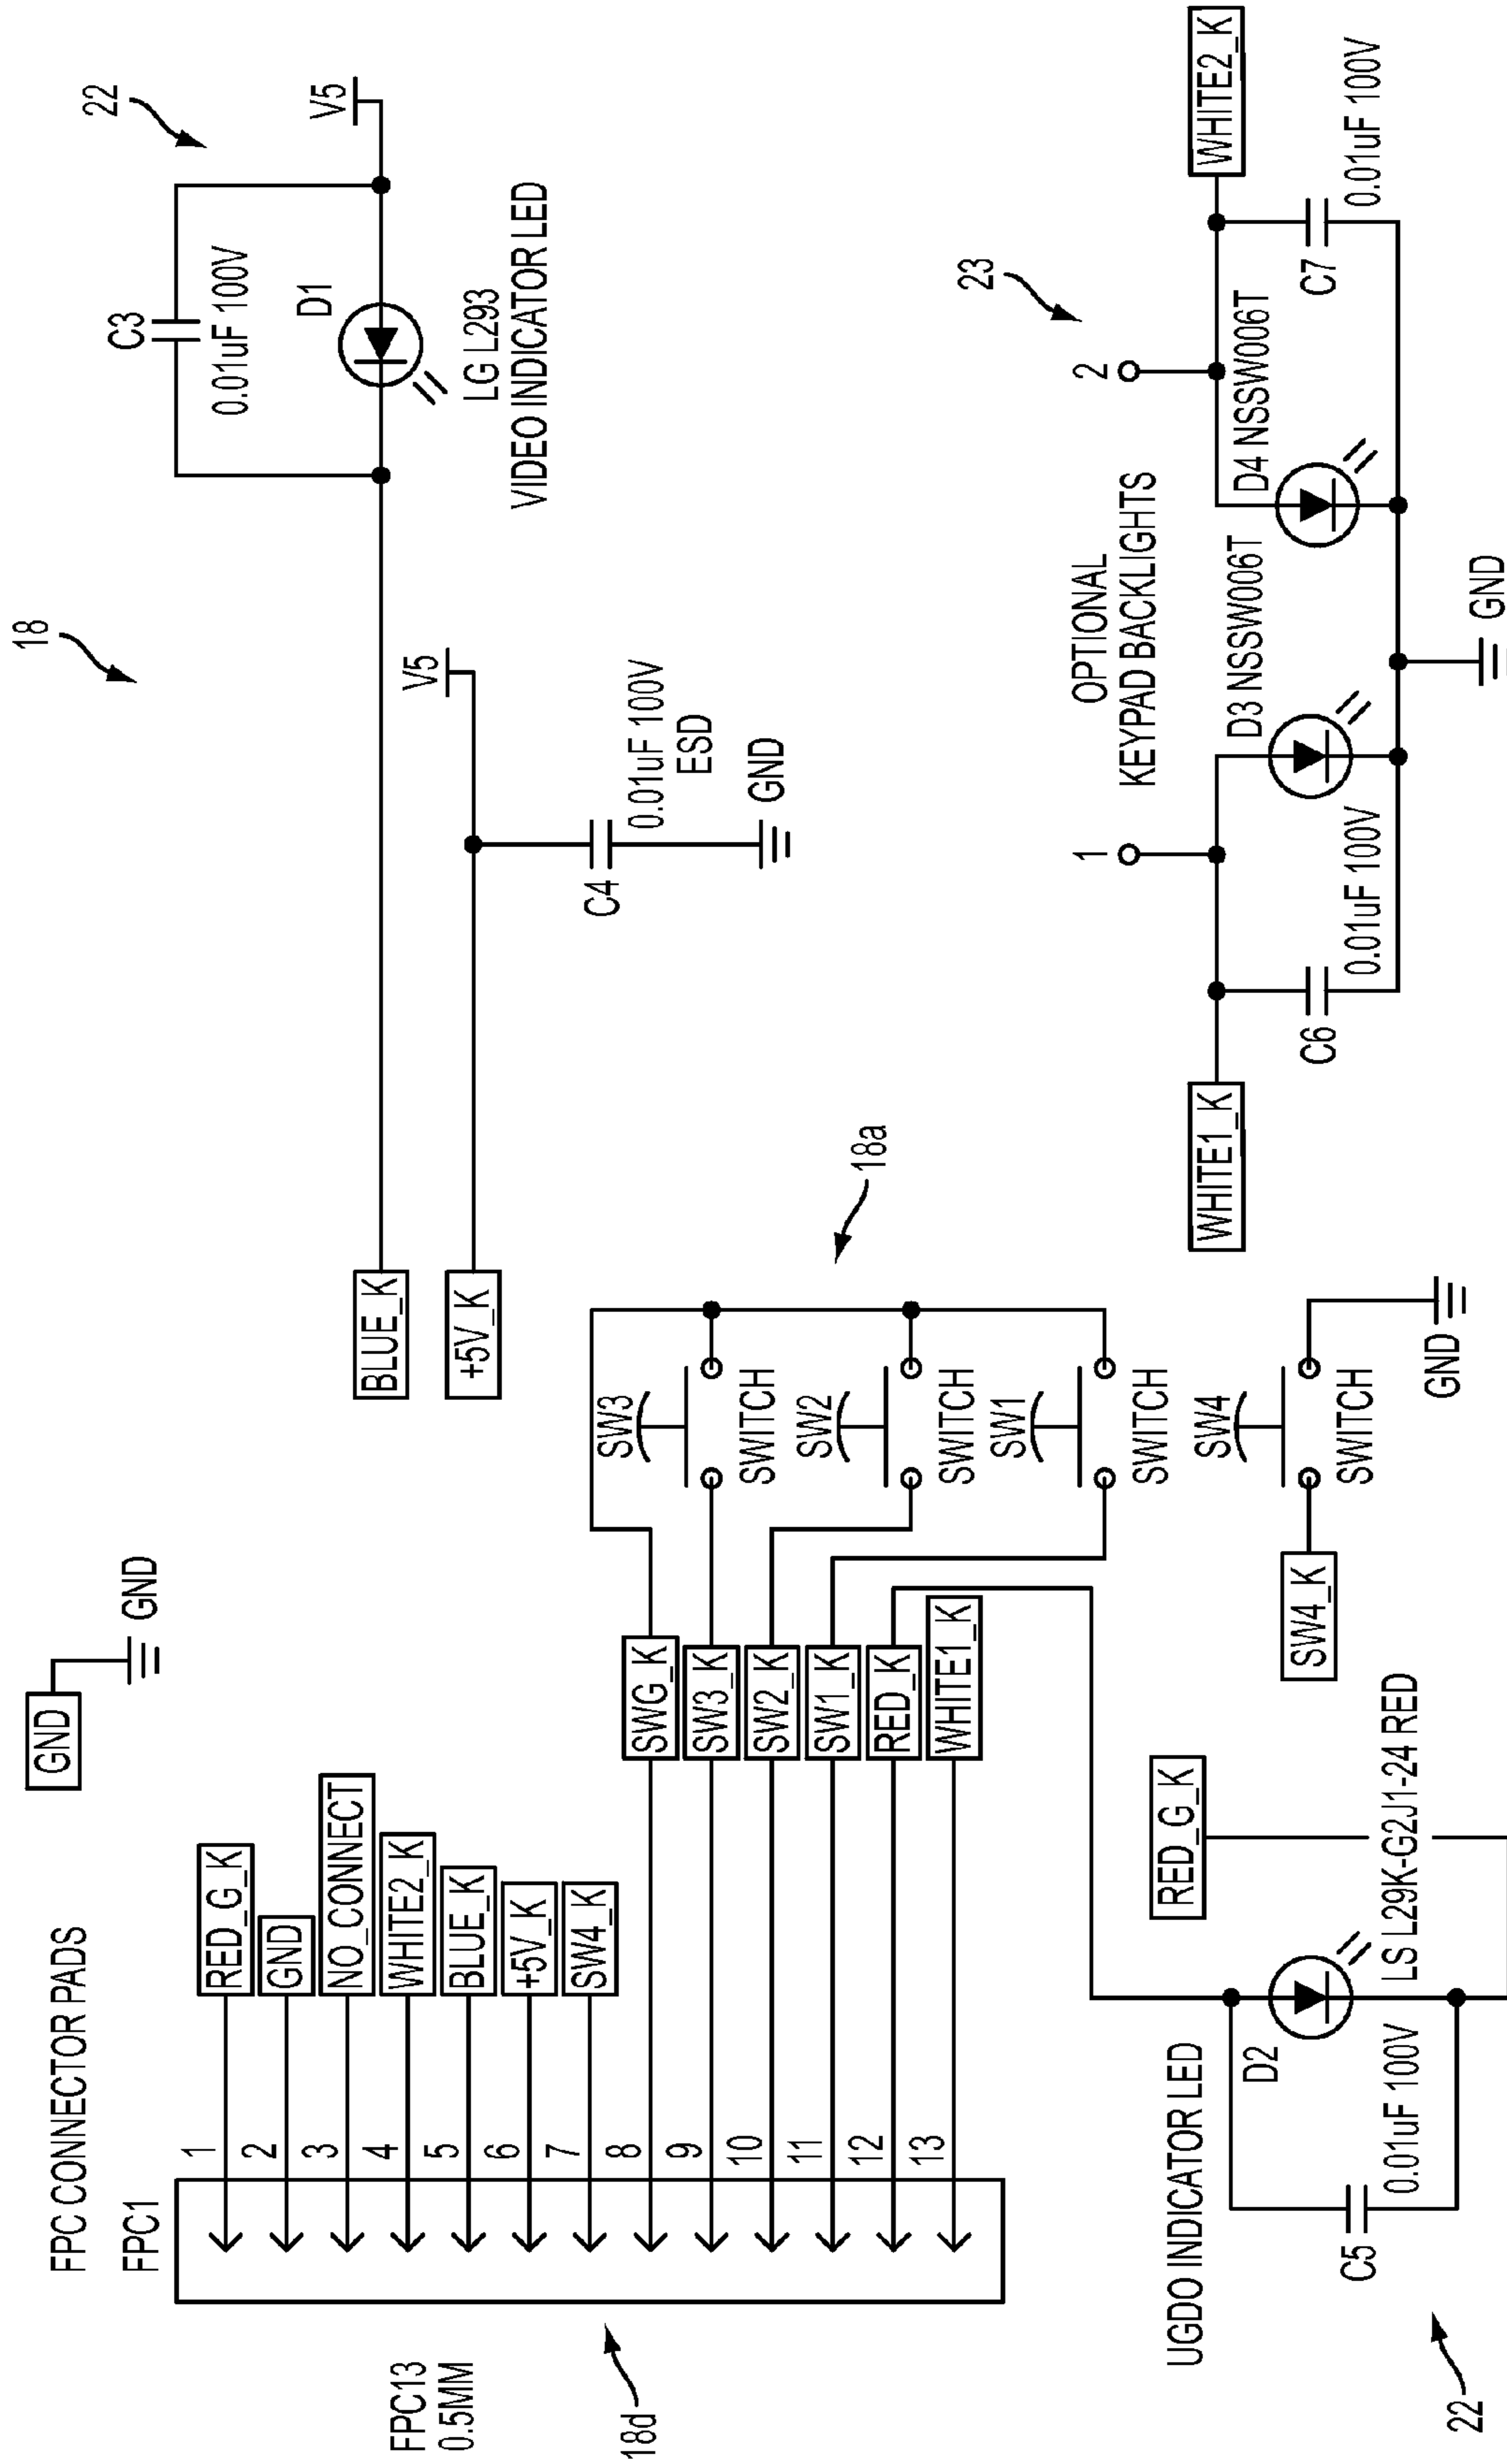 FPC CONNECTOR PADS
FPC1
FPC13
0.5MM
18d
1
2
3
4
5
6
7
8
9
10
11
12
13
RED_G_K
GND
NO_CONNECT
WHITE2_K
BLUE_K
+5V_K
SW4_K
SWG_K
SW3_K
SW2_K
SW1_K
RED_K
WHITE1_K
GND
GND
18
BLUE_K
+5V_K
V5
C4
0.01uF 100V
ESD
GND
22
C3
0.01uF 100V
D1
V5
LG L293
VIDEO INDICATOR LED
18a
SW3
SWITCH
SW2
SWITCH
SW1
SWITCH
SW4
SWITCH
SW4_K
GND
UGDO INDICATOR LED
RED_G_K
D2
LS L29K-G2J1-24 RED
C5
0.01uF 100V
22
23
OPTIONAL
KEYPAD BACKLIGHTS
1
2
WHITE1_K
WHITE2_K
D3 NSSW006T
D4 NSSW006T
C6
0.01uF 100V
C7
0.01uF 100V
GND